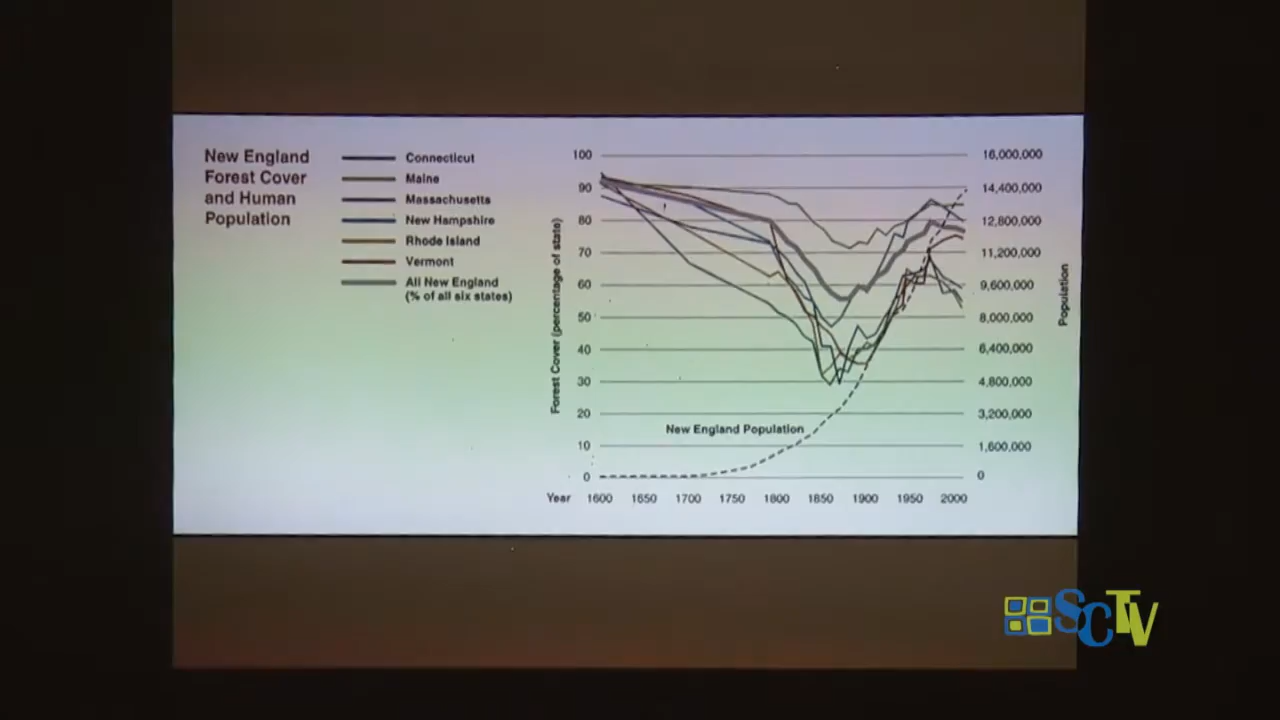 New England
Forest Cover
and Human
Population
Connecticut
Maine
Massachusetts
New Hampshire
Rhode Island
Vermont
All New England
(% of all six states)
Forest Cover (percentage of state)
100
90
80
70
60
50
40
30
20
10
0
16,000,000
14,400,000
12,800,000
11,200,000
9,600,000
8,000,000
6,400,000
4,800,000
3,200,000
1,600,000
0
Population
New England Population
Year 1600 1650 1700 1750 1800 1850 1900 1950 2000
SCTV